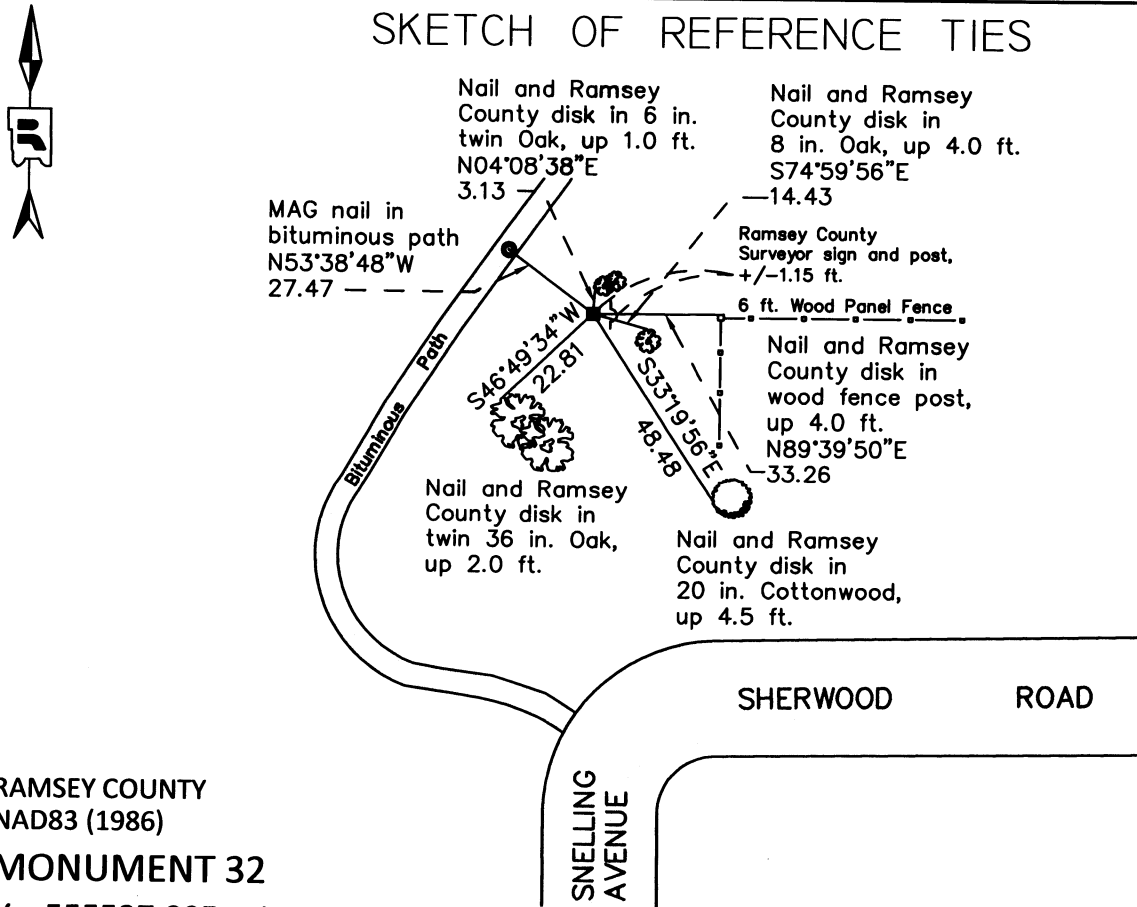 SKETCH OF REFERENCE TIES
Nail and Ramsey
County disk in 6 in.
twin Oak, up 1.0 ft.
N04°08'38"E
3.13
Nail and Ramsey
County disk in
8 in. Oak, up 4.0 ft.
S74°59'56"E
14.43
MAG nail in
bituminous path
N53°38'48"W
27.47
Ramsey County
Surveyor sign and post,
+/-1.15 ft.
6 ft. Wood Panel Fence
Nail and Ramsey
County disk in
wood fence post,
up 4.0 ft.
N89°39'50"E
33.26
S46°49'34"W
22.81
S33°19'56"E
48.48
Bituminous Path
Nail and Ramsey
County disk in
twin 36 in. Oak,
up 2.0 ft.
Nail and Ramsey
County disk in
20 in. Cottonwood,
up 4.5 ft.
SHERWOOD ROAD
SNELLING
AVENUE
RAMSEY COUNTY
NAD83 (1986)
MONUMENT 32